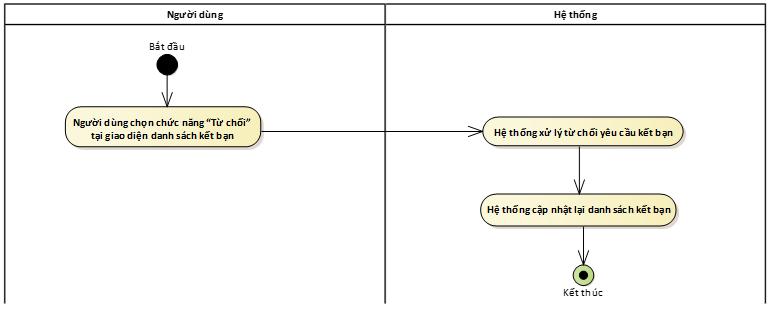 Người dùng
Hệ thống
Bắt đầu
Người dùng chọn chức năng “Từ chối”
tại giao diện danh sách kết bạn
Hệ thống xử lý từ chối yêu cầu kết bạn
Hệ thống cập nhật lại danh sách kết bạn
Kết thúc